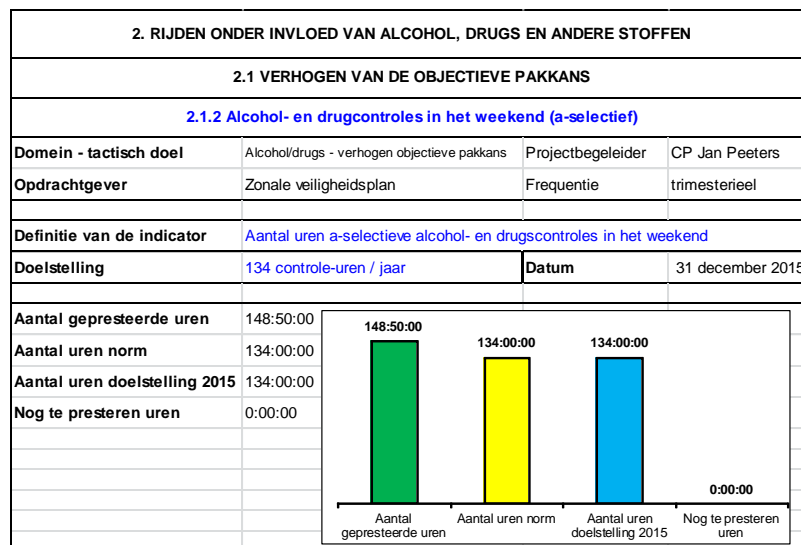 2. RIJDEN ONDER INVLOED VAN ALCOHOL, DRUGS EN ANDERE STOFFEN
2.1 VERHOGEN VAN DE OBJECTIEVE PAKKANS
2.1.2 Alcohol- en drugcontroles in het weekend (a-selectief)
Domein - tactisch doel Alcohol/drugs - verhogen objectieve pakkans Projectbegeleider CP Jan Peeters
Opdrachtgever Zonale veiligheidsplan Frequentie trimesterieel
Definitie van de indicator Aantal uren a-selectieve alcohol- en drugscontroles in het weekend
Doelstelling 134 controle-uren / jaar Datum 31 december 2015
Aantal gepresteerde uren 148:50:00
Aantal uren norm 134:00:00
Aantal uren doelstelling 2015 134:00:00
Nog te presteren uren 0:00:00
148:50:00
134:00:00 134:00:00
0:00:00
Aantal gepresteerde uren
Aantal uren norm
Aantal uren doelstelling 2015
Nog te presteren uren